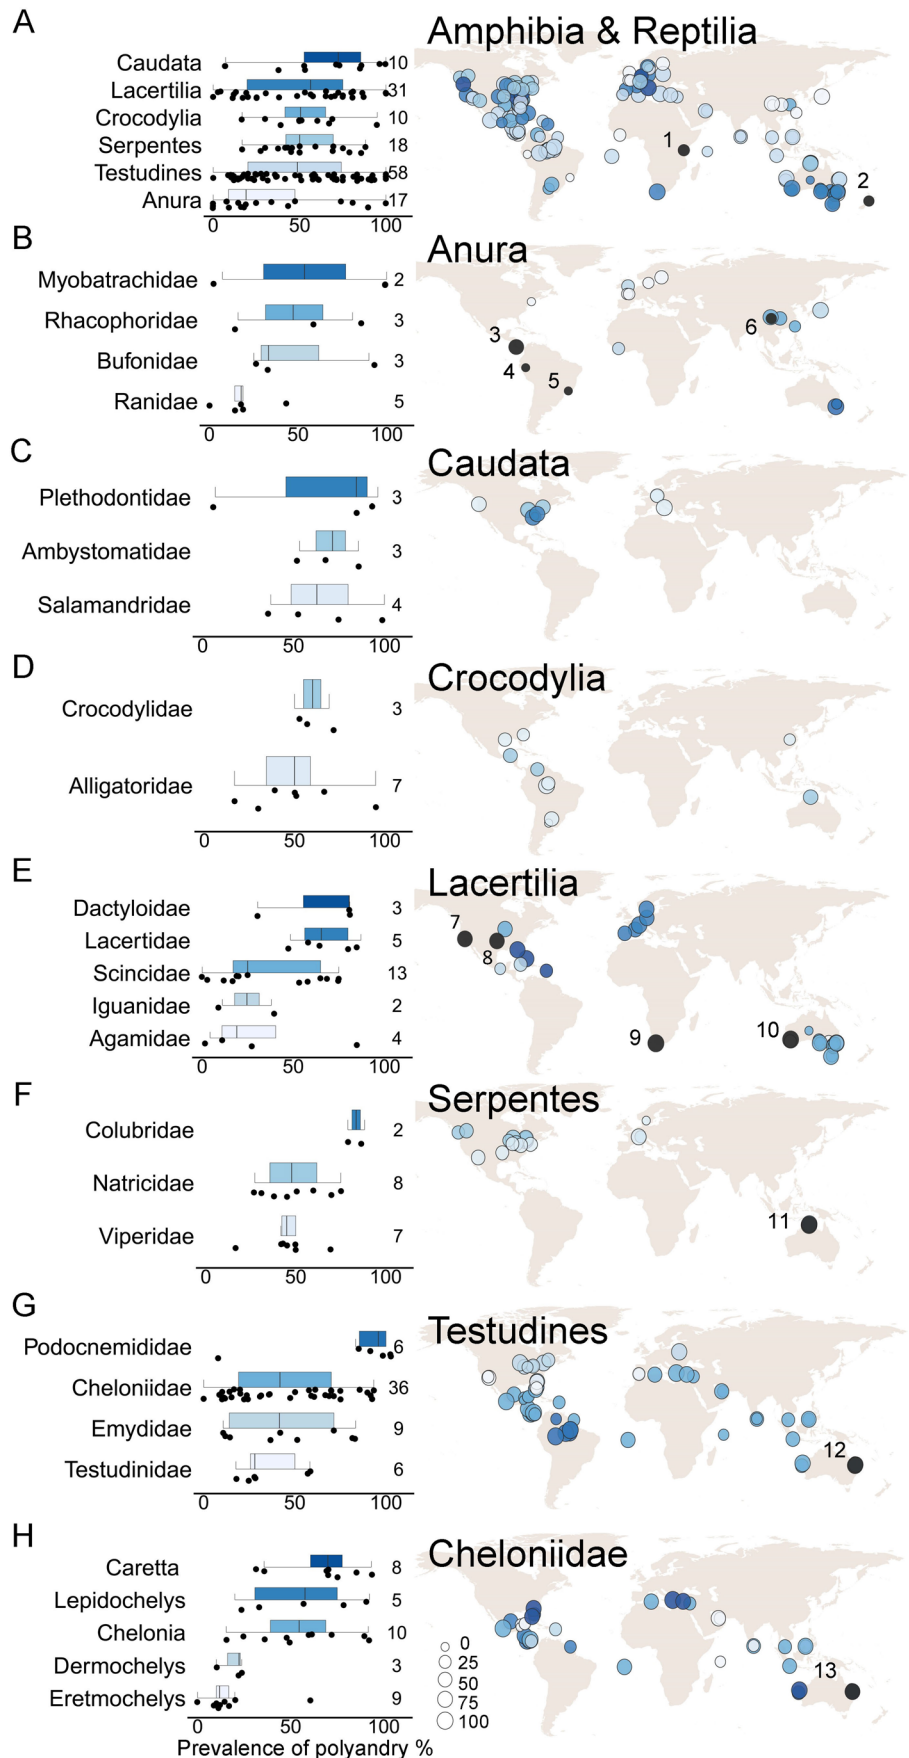 A
Amphibia & Reptilia
Caudata 10
Lacertilia 31
Crocodylia 10
Serpentes 18
Testudines 58
Anura 17
0 50 100
1
2
B
Anura
Myobatrachidae 2
Rhacophoridae 3
Bufonidae 3
Ranidae 5
0 50 100
3
4
5
6
C
Caudata
Plethodontidae 3
Ambystomatidae 3
Salamandridae 4
0 50 100
D
Crocodylia
Crocodylidae 3
Alligatoridae 7
0 50 100
E
Lacertilia
Dactyloidae 3
Lacertidae 5
Scincidae 13
Iguanidae 2
Agamidae 4
0 50 100
7
8
9
10
F
Serpentes
Colubridae 2
Natricidae 8
Viperidae 7
0 50 100
11
G
Testudines
Podocnemididae 6
Cheloniidae 36
Emydidae 9
Testudinidae 6
0 50 100
12
H
Cheloniidae
Caretta 8
Lepidochelys 5
Chelonia 10
Dermochelys 3
Eretmochelys 9
0 50 100
Prevalence of polyandry %
0
25
50
75
100
13